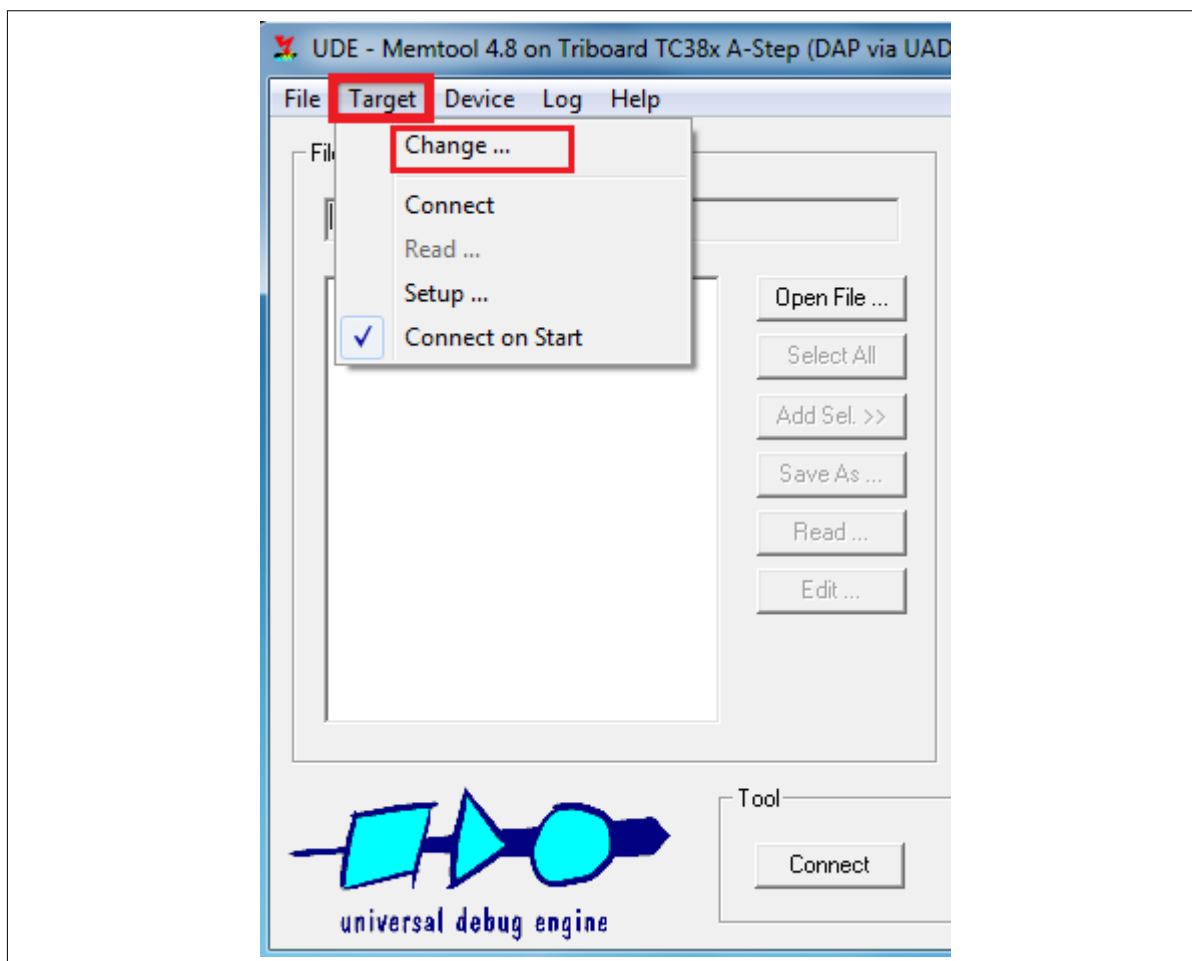 UDE - Memtool 4.8 on Triboard TC38x A-Step (DAP via UAD
File Target Device Log Help
Change ...
Connect
Read ...
Setup ...
Connect on Start
Open File ...
Select All
Add Sel. >>
Save As ...
Read ...
Edit ...
Tool
Connect
universal debug engine